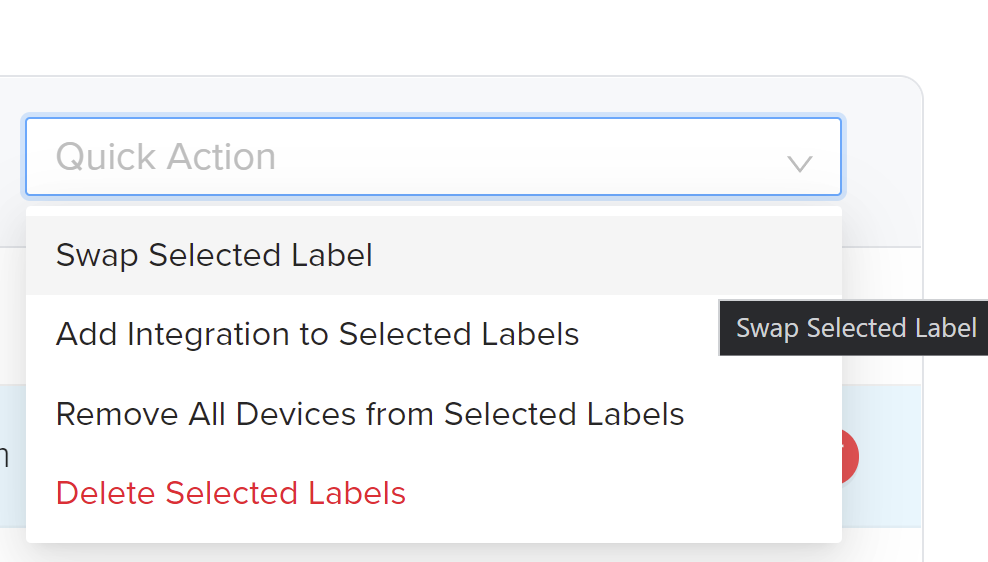 Quick Action
Swap Selected Label
Add Integration to Selected Labels
Swap Selected Label
Remove All Devices from Selected Labels
Delete Selected Labels